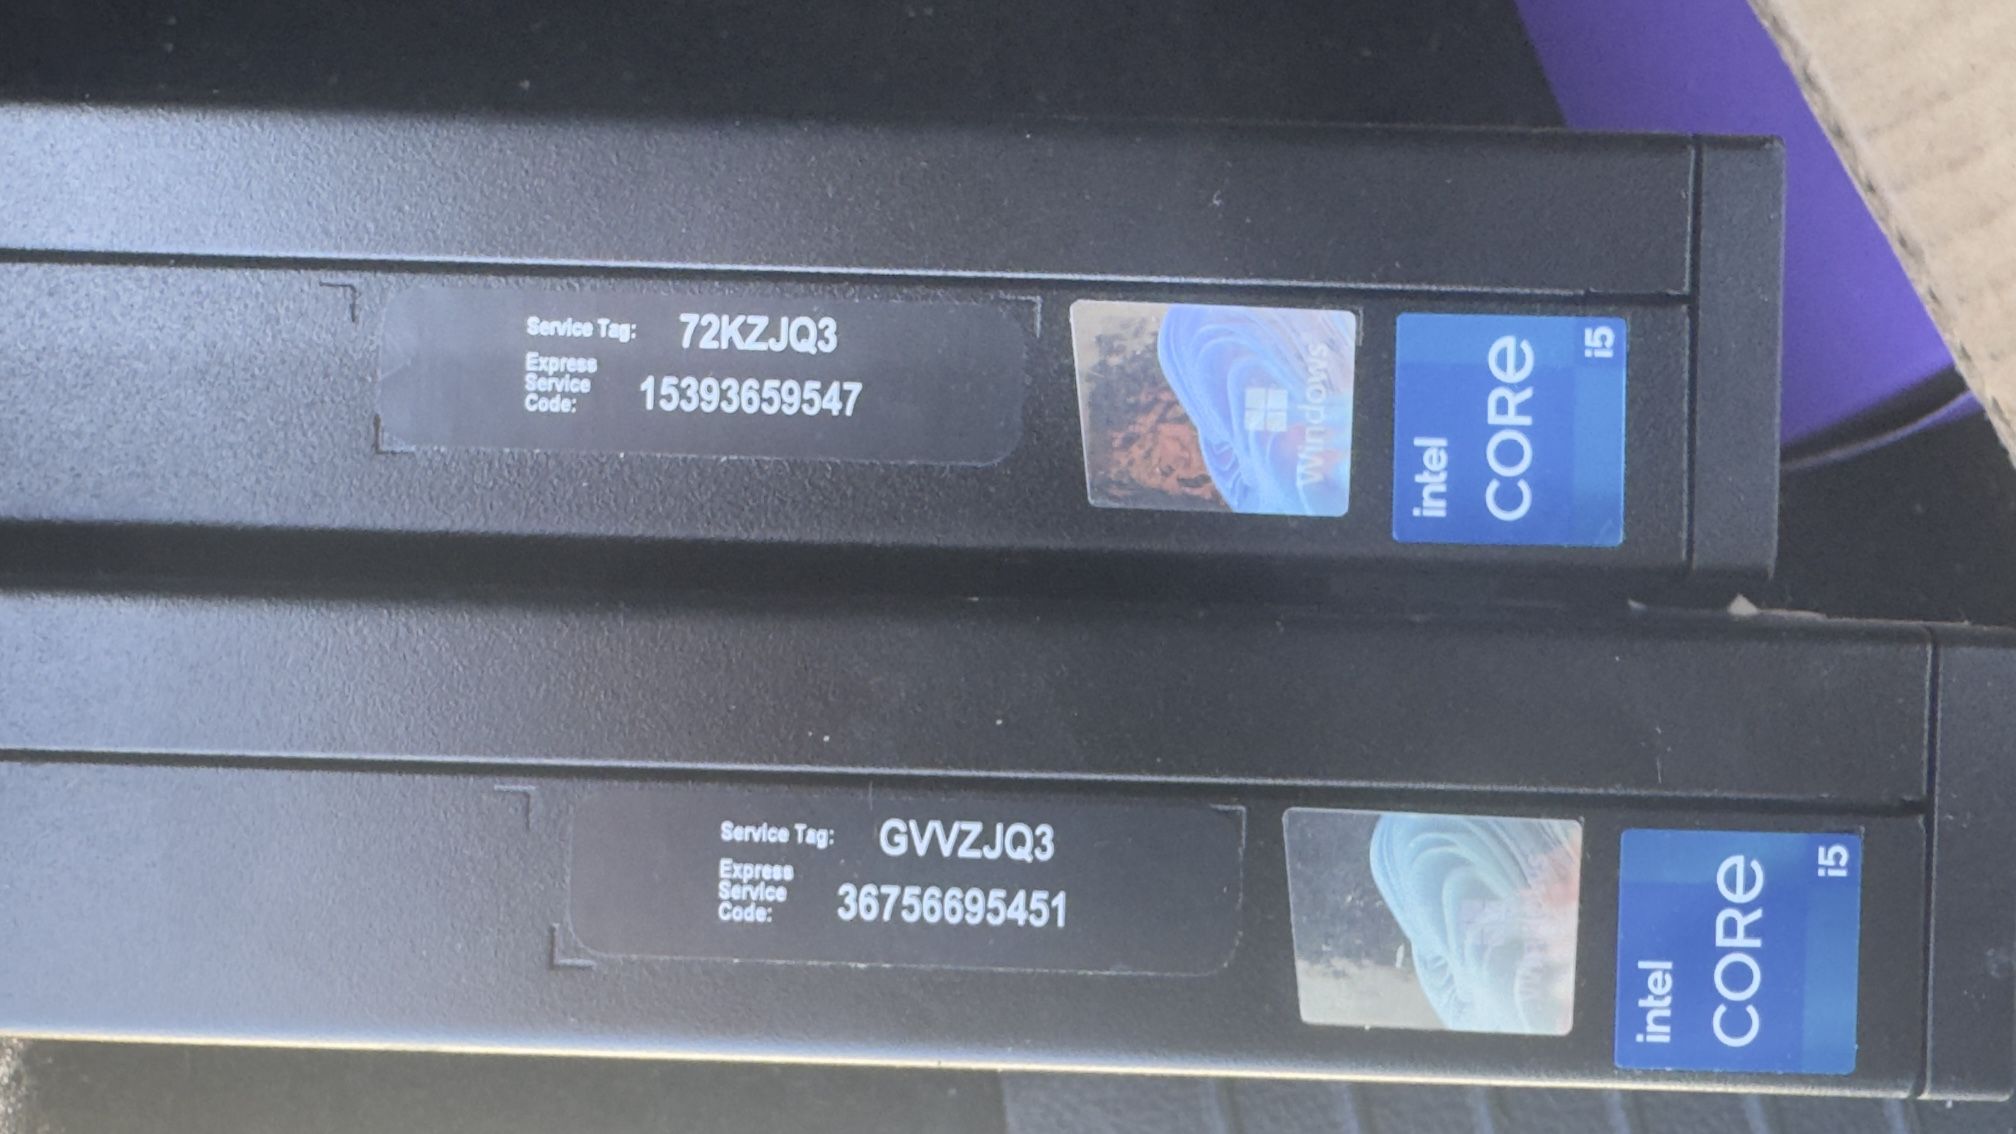 Service Tag: 72KZJQ3
Express Service Code: 15393659547
Windows
intel
CORE
i5
Service Tag: GVVZJQ3
Express Service Code: 36756695451
intel
CORE
i5